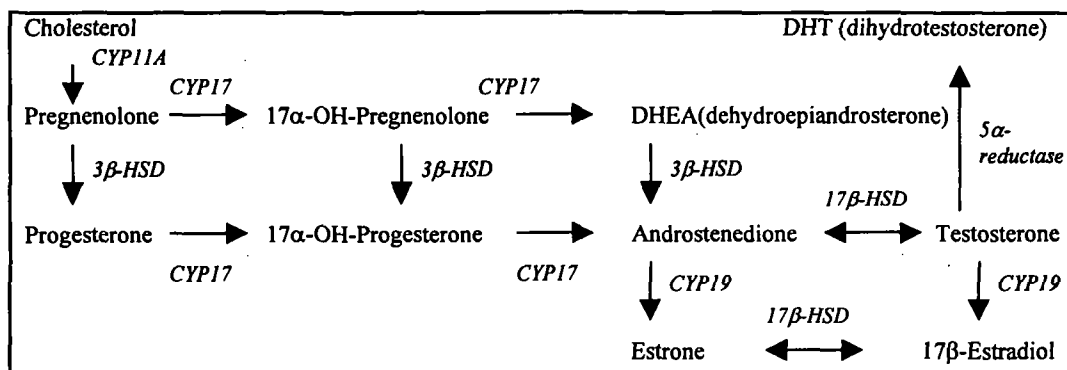 Cholesterol DHT (dihydrotestosterone)
CYP11A
CYP17 CYP17
Pregnenolone 17α-OH-Pregnenolone DHEA(dehydroepiandrosterone)
5α-
reductase
3β-HSD 3β-HSD 3β-HSD
17β-HSD
Progesterone 17α-OH-Progesterone Androstenedione Testosterone
CYP17 CYP17
CYP19 CYP19
17β-HSD
Estrone 17β-Estradiol